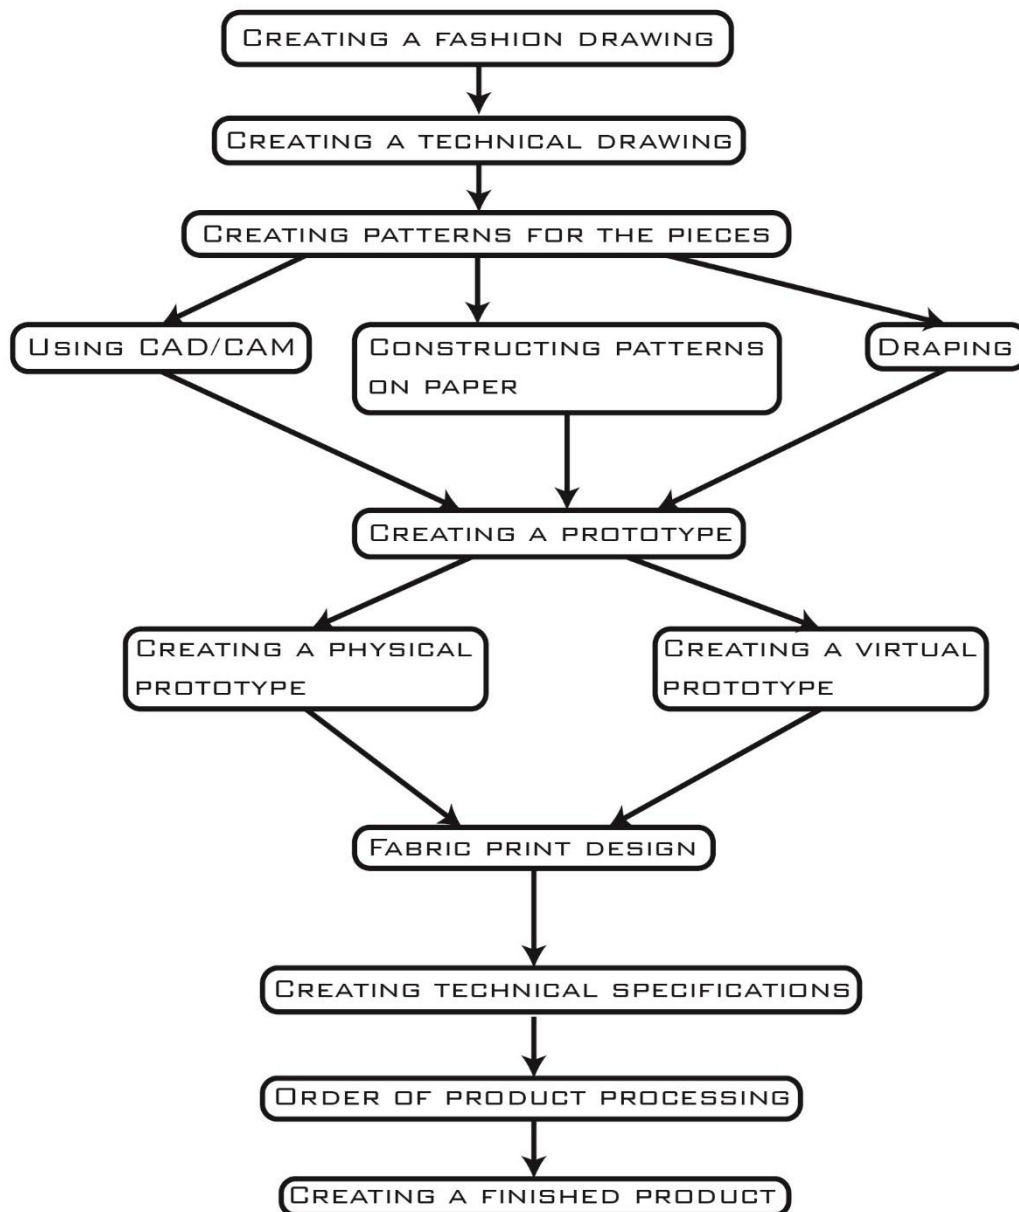 Creating a fashion drawing
Creating a technical drawing
Creating patterns for the pieces
Using CAD/CAM
Constructing patterns
on paper
Draping
Creating a prototype
Creating a physical
prototype
Creating a virtual
prototype
Fabric print design
Creating technical specifications
Order of product processing
Creating a finished product